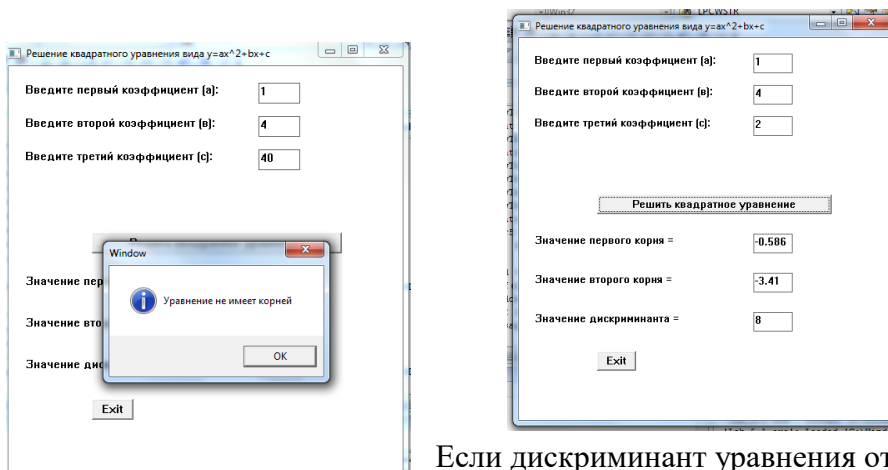 Решение квадратного уравнения вида y=ax^2+bx+c
Введите первый коэффициент (a):
1
Введите второй коэффициент (в):
4
Введите третий коэффициент (с):
40
Window
Уравнение не имеет корней
OK
Значение пер
Значение вто
Значение дис
Exit
LPCWSTR
Решение квадратного уравнения вида y=ax^2+bx+c
Введите первый коэффициент (a):
1
Введите второй коэффициент (в):
4
Введите третий коэффициент (с):
2
Решить квадратное уравнение
Значение первого корня =
-0.586
Значение второго корня =
-3.41
Значение дискриминанта =
8
Exit
Если дискриминант уравнения от